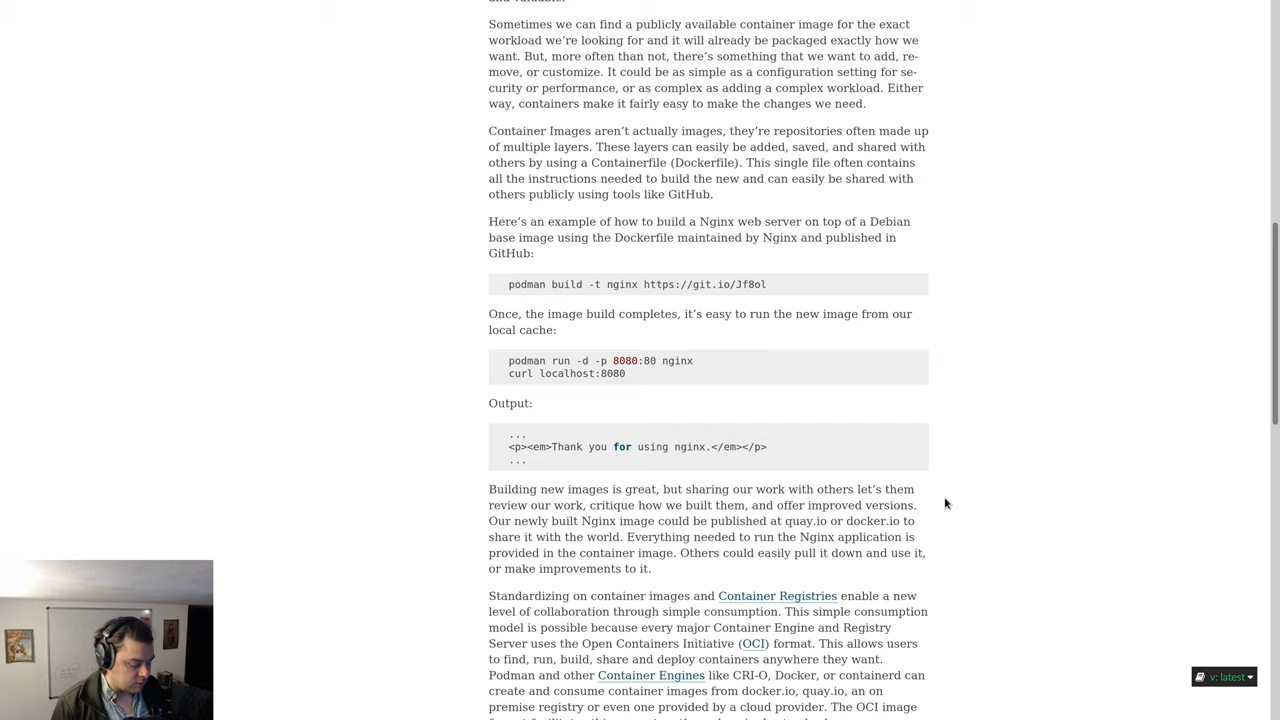 Sometimes we can find a publicly available container image for the exact
workload we’re looking for and it will already be packaged exactly how we
want. But, more often than not, there’s something that we want to add, re-
move, or customize. It could be as simple as a configuration setting for se-
curity or performance, or as complex as adding a complex workload. Either
way, containers make it fairly easy to make the changes we need.
Container Images aren’t actually images, they’re repositories often made up
of multiple layers. These layers can easily be added, saved, and shared with
others by using a Containerfile (Dockerfile). This single file often contains
all the instructions needed to build the new and can easily be shared with
others publicly using tools like GitHub.
Here’s an example of how to build a Nginx web server on top of a Debian
base image using the Dockerfile maintained by Nginx and published in
GitHub:
podman build -t nginx https://git.io/Jf8ol
Once, the image build completes, it’s easy to run the new image from our
local cache:
podman run -d -p 8080:80 nginx
curl localhost:8080
Output:
...
<p><em>Thank you for using nginx.</em></p>
...
Building new images is great, but sharing our work with others let’s them
review our work, critique how we built them, and offer improved versions.
Our newly built Nginx image could be published at quay.io or docker.io to
share it with the world. Everything needed to run the Nginx application is
provided in the container image. Others could easily pull it down and use it,
or make improvements to it.
Standardizing on container images and Container Registries enable a new
level of collaboration through simple consumption. This simple consumption
model is possible because every major Container Engine and Registry
Server uses the Open Containers Initiative (OCI) format. This allows users
to find, run, build, share and deploy containers anywhere they want.
Podman and other Container Engines like CRI-O, Docker, or containerd can
create and consume container images from docker.io, quay.io, an on
premise registry or even one provided by a cloud provider. The OCI image
v: latest